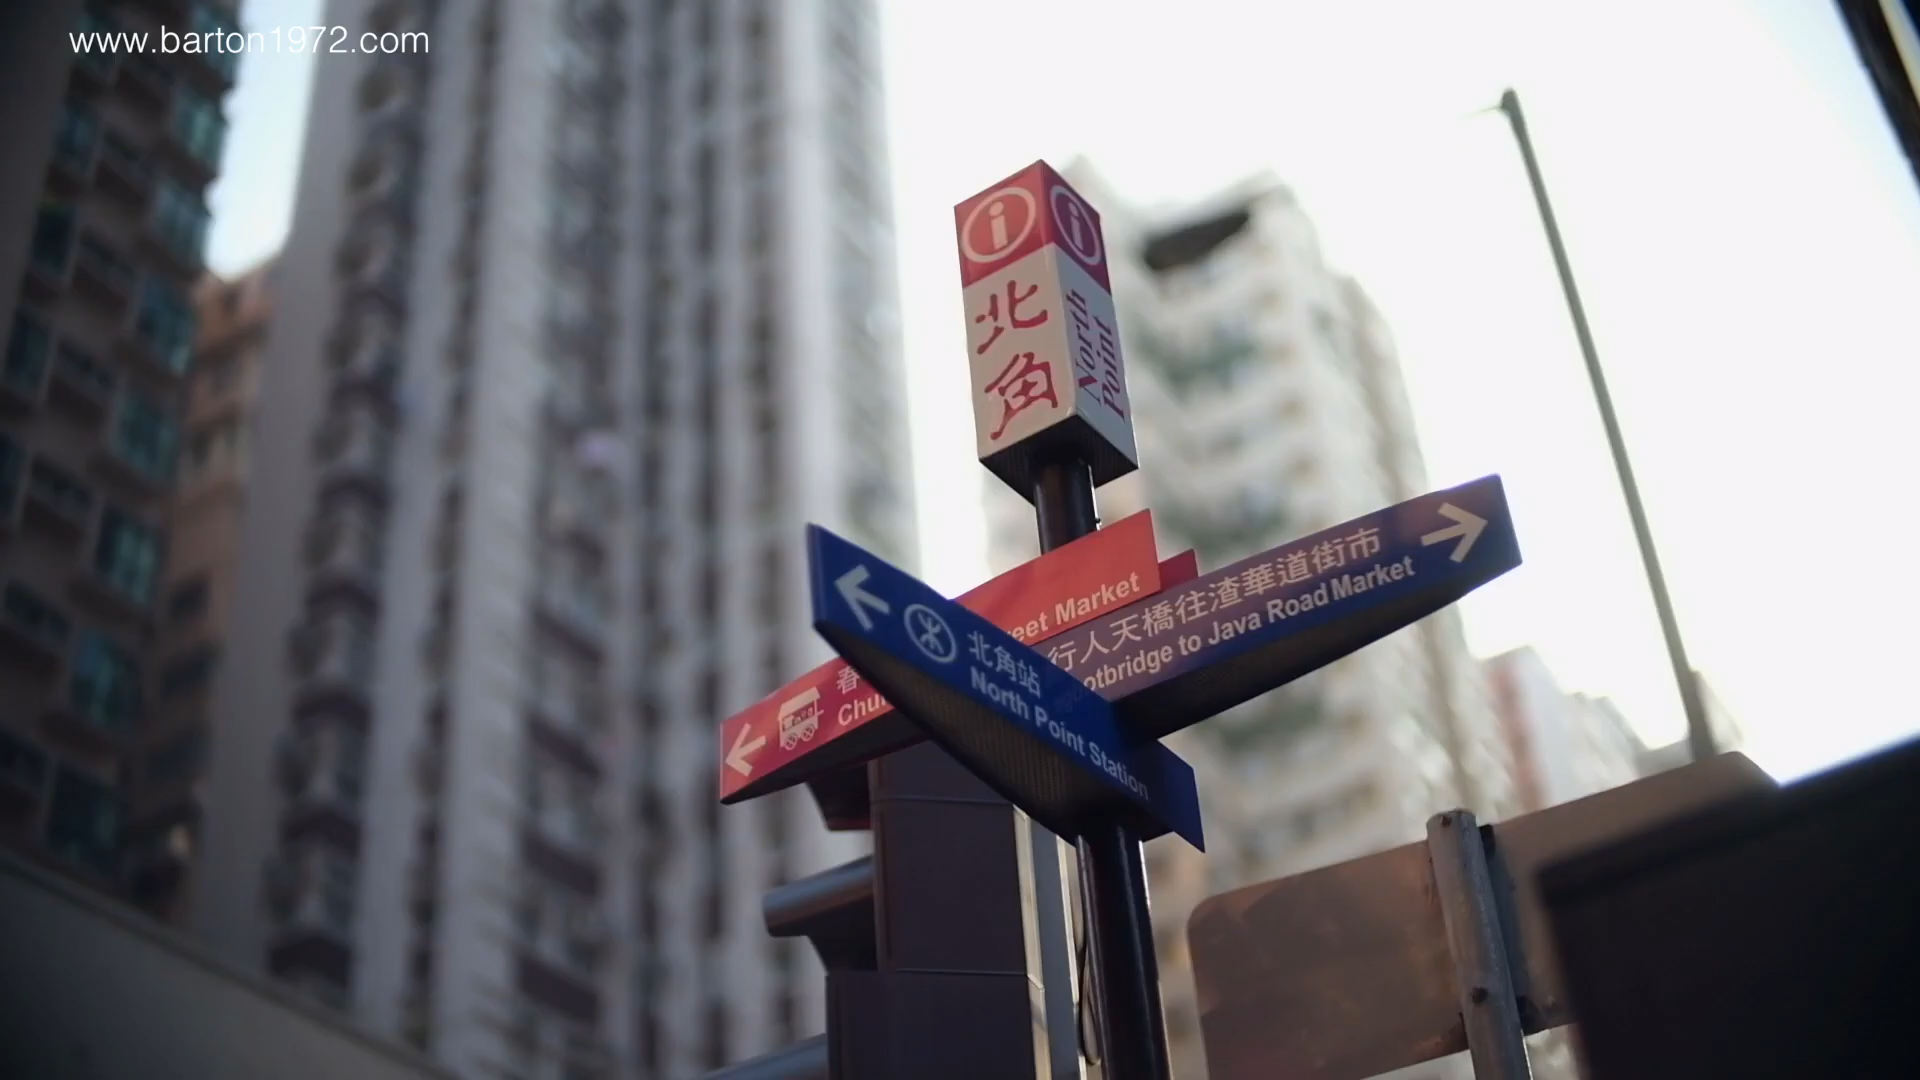 www.barton1972.com
i
i
北角
North
Point
eet Market
行人天橋往渣華道街市
otbridge to Java Road Market
北角站
North Point Station
春
Chu